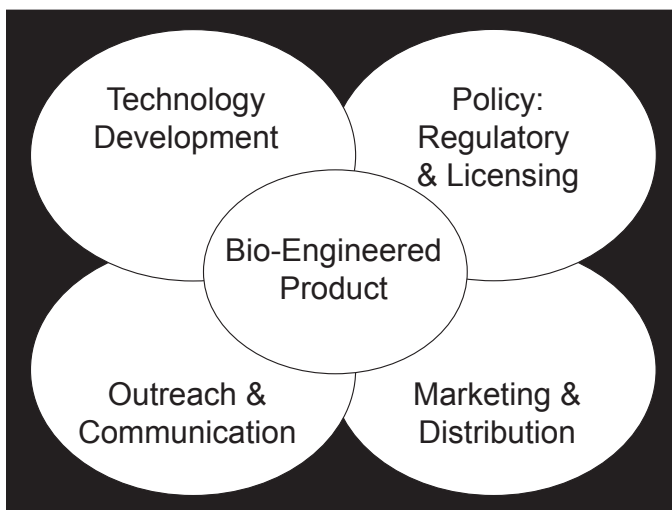 Technology
Development
Policy:
Regulatory
& Licensing
Bio-Engineered
Product
Outreach &
Communication
Marketing &
Distribution